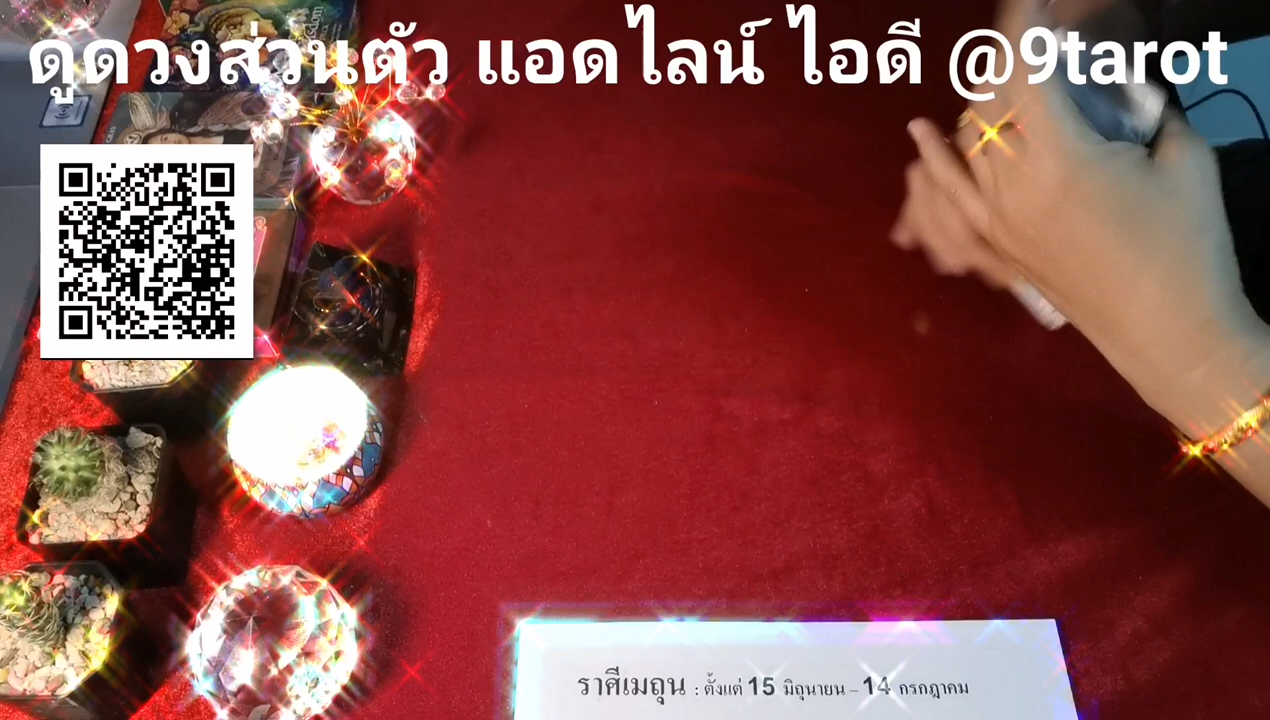 ดูดวงส่วนตัว แอดไลน์ ไอดี @9tarot
ราศีเมถุน : ตั้งแต่ 15 มิถุนายน – 14 กรกฎาคม